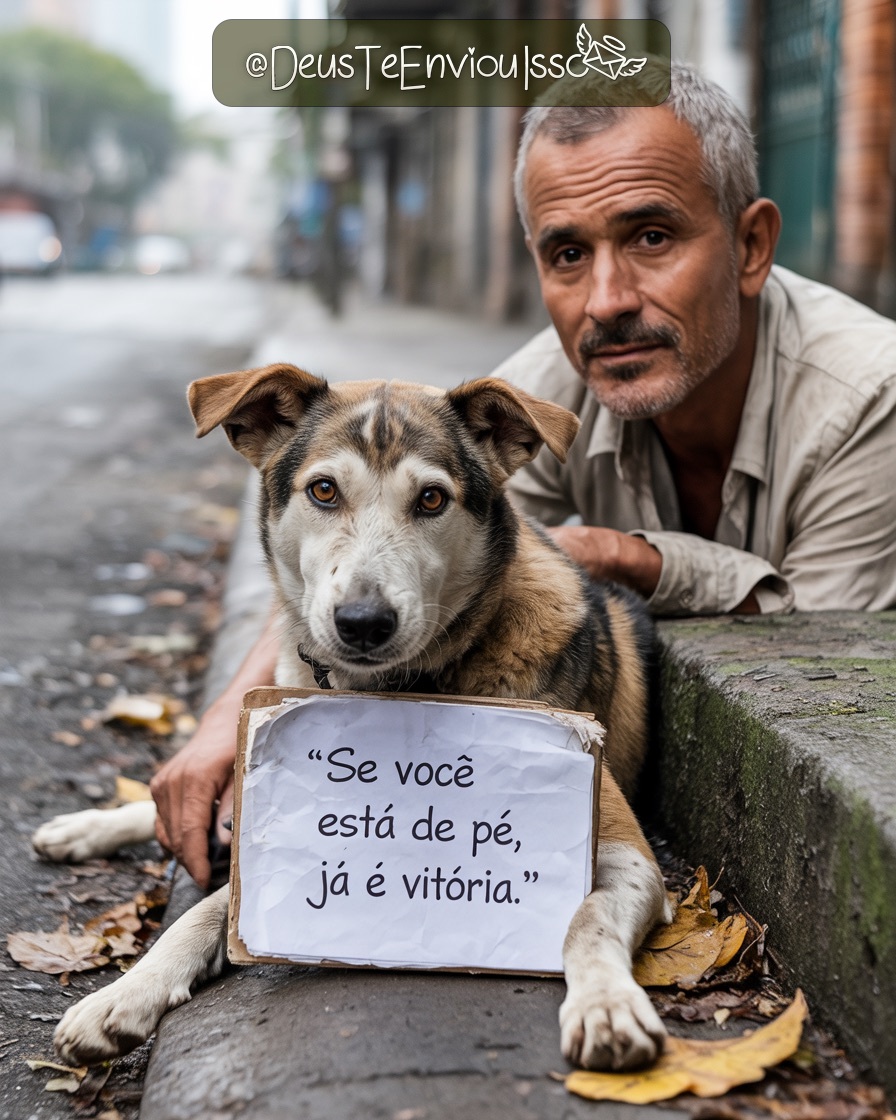 @DeusTeEnviouIsso
“Se você
está de pé,
já é vitória.”